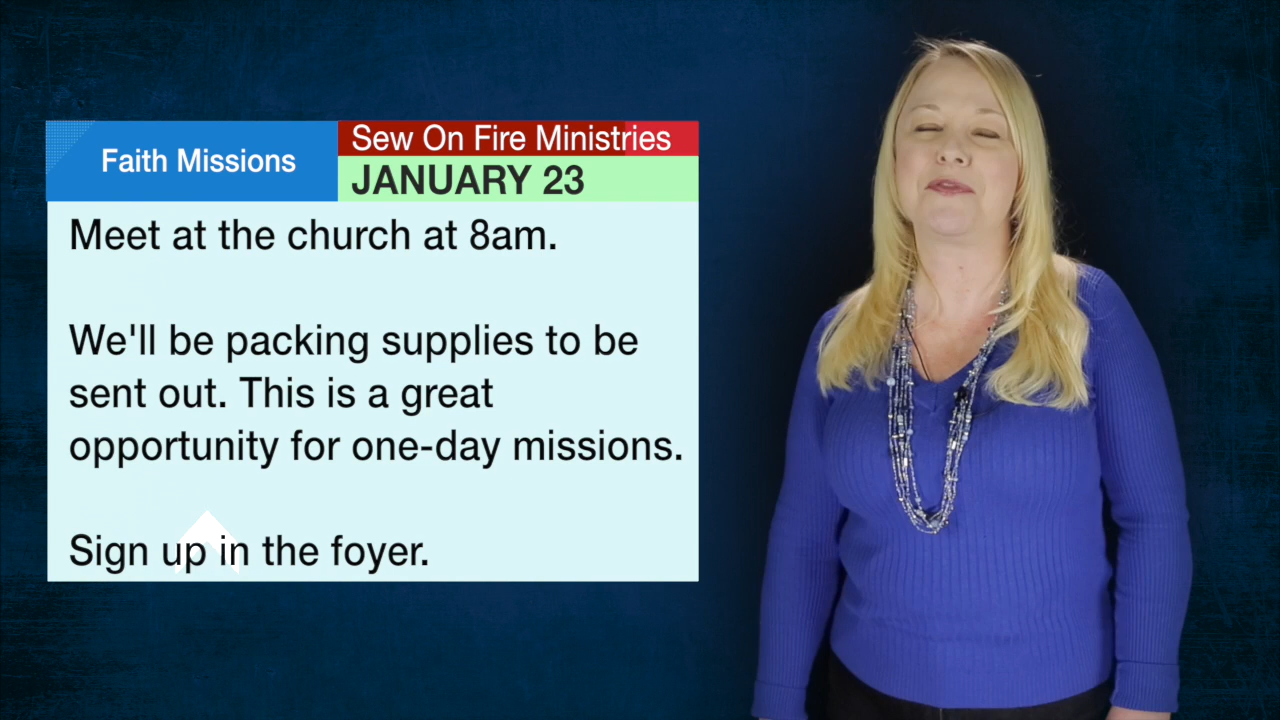 Faith Missions
Sew On Fire Ministries
JANUARY 23
Meet at the church at 8am.
We'll be packing supplies to be
sent out. This is a great
opportunity for one-day missions.
Sign up in the foyer.